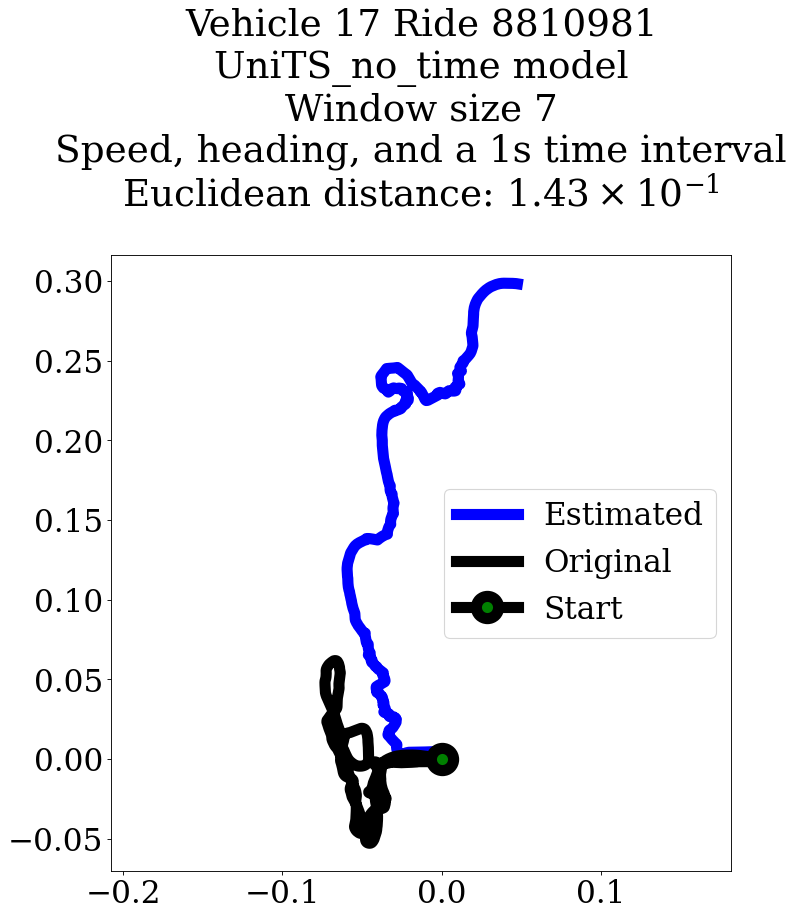 Vehicle 17 Ride 8810981
UniTS_no_time model
Window size 7
Speed, heading, and a 1s time interval
Euclidean distance: 1.43 × 10⁻¹
0.30
0.25
0.20
0.15
0.10
0.05
0.00
−0.05
Estimated
Original
Start
−0.2 −0.1 0.0 0.1